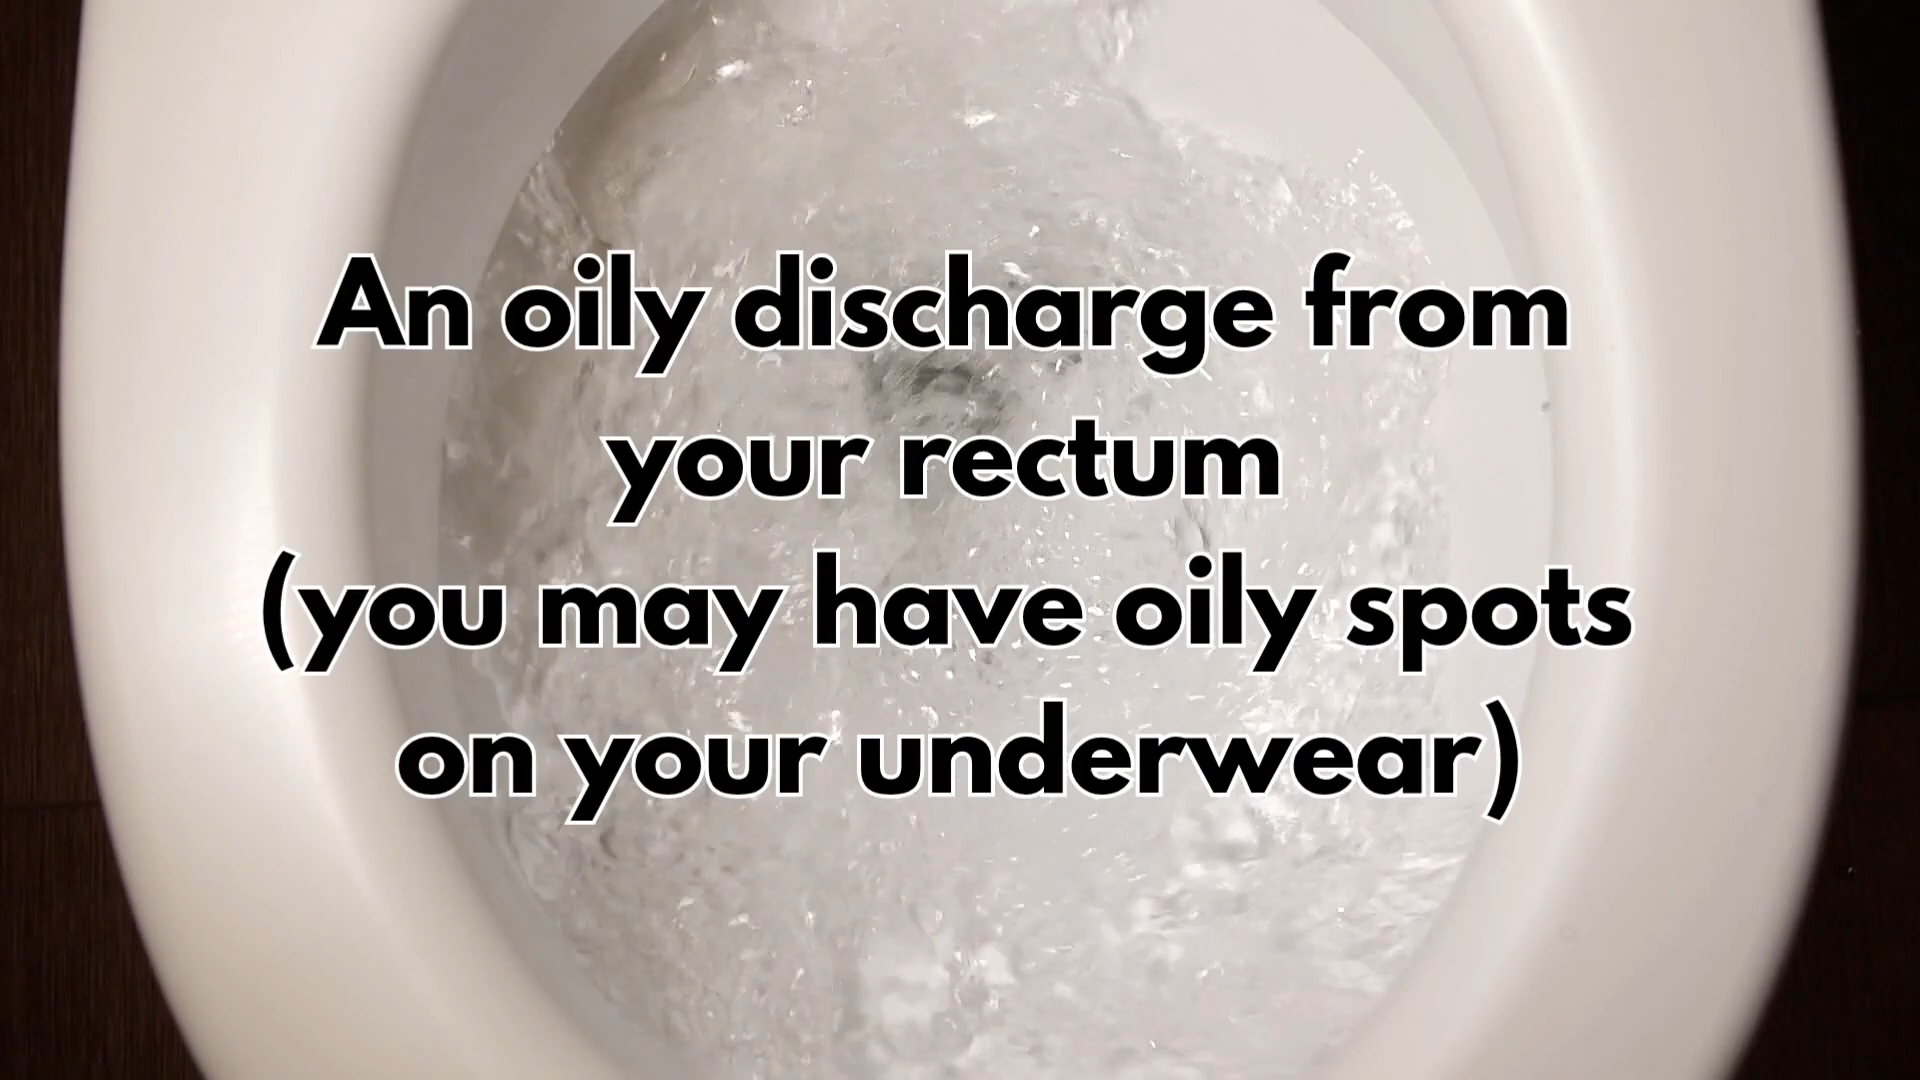 An oily discharge from
your rectum
(you may have oily spots
on your underwear)